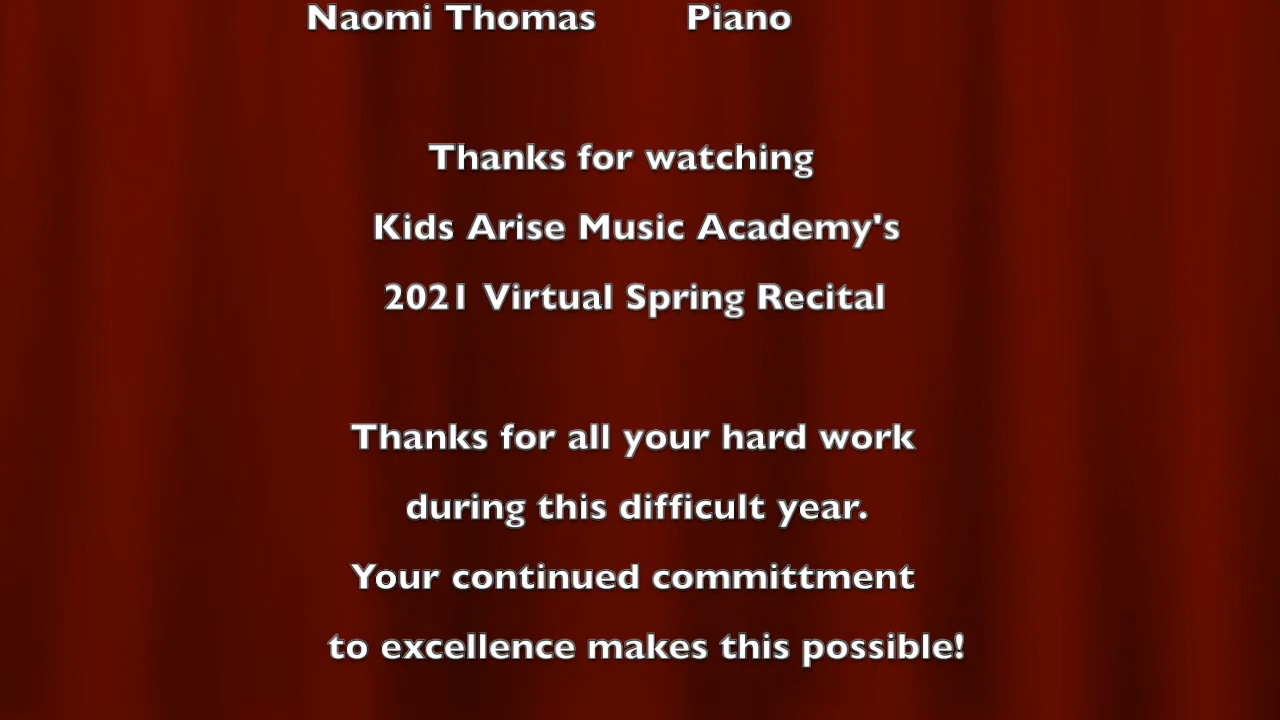 Naomi Thomas Piano
Thanks for watching
Kids Arise Music Academy's
2021 Virtual Spring Recital
Thanks for all your hard work
during this difficult year.
Your continued committment
to excellence makes this possible!